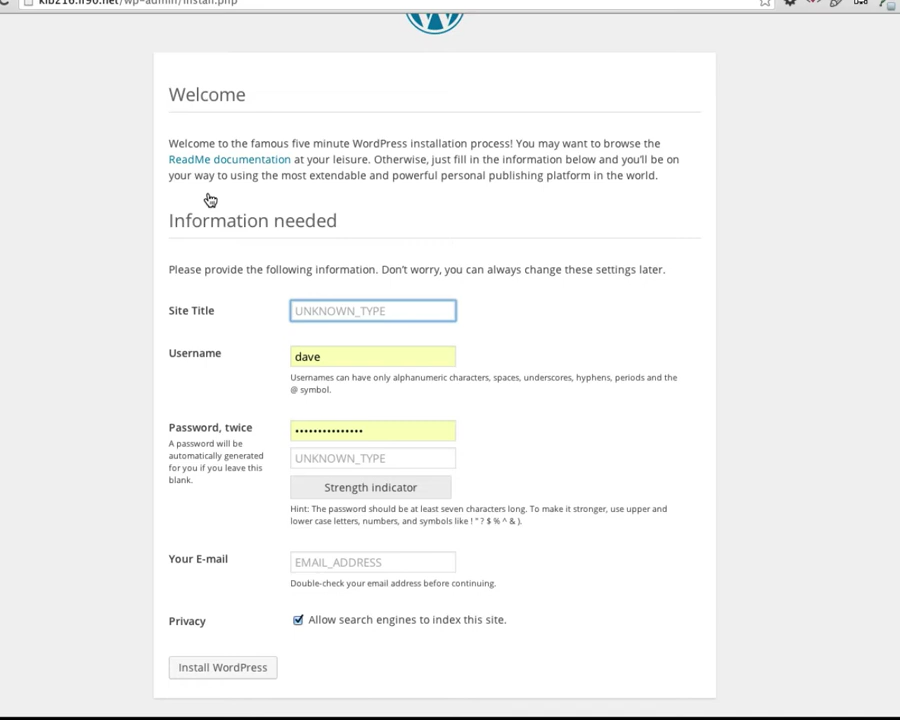 Welcome
Welcome to the famous five minute WordPress installation process! You may want to browse the
ReadMe documentation at your leisure. Otherwise, just fill in the information below and you'll be on
your way to using the most extendable and powerful personal publishing platform in the world.
Information needed
Please provide the following information. Don't worry, you can always change these settings later.
Site Title UNKNOWN_TYPE
Username dave
Usernames can have only alphanumeric characters, spaces, underscores, hyphens, periods and the
@ symbol.
Password, twice ••••••••••••••
A password will be
automatically generated
for you if you leave this
blank.
UNKNOWN_TYPE
Strength indicator
Hint: The password should be at least seven characters long. To make it stronger, use upper and
lower case letters, numbers, and symbols like ! " ? $ % ^ & ).
Your E-mail EMAIL_ADDRESS
Double-check your email address before continuing.
Privacy Allow search engines to index this site.
Install WordPress